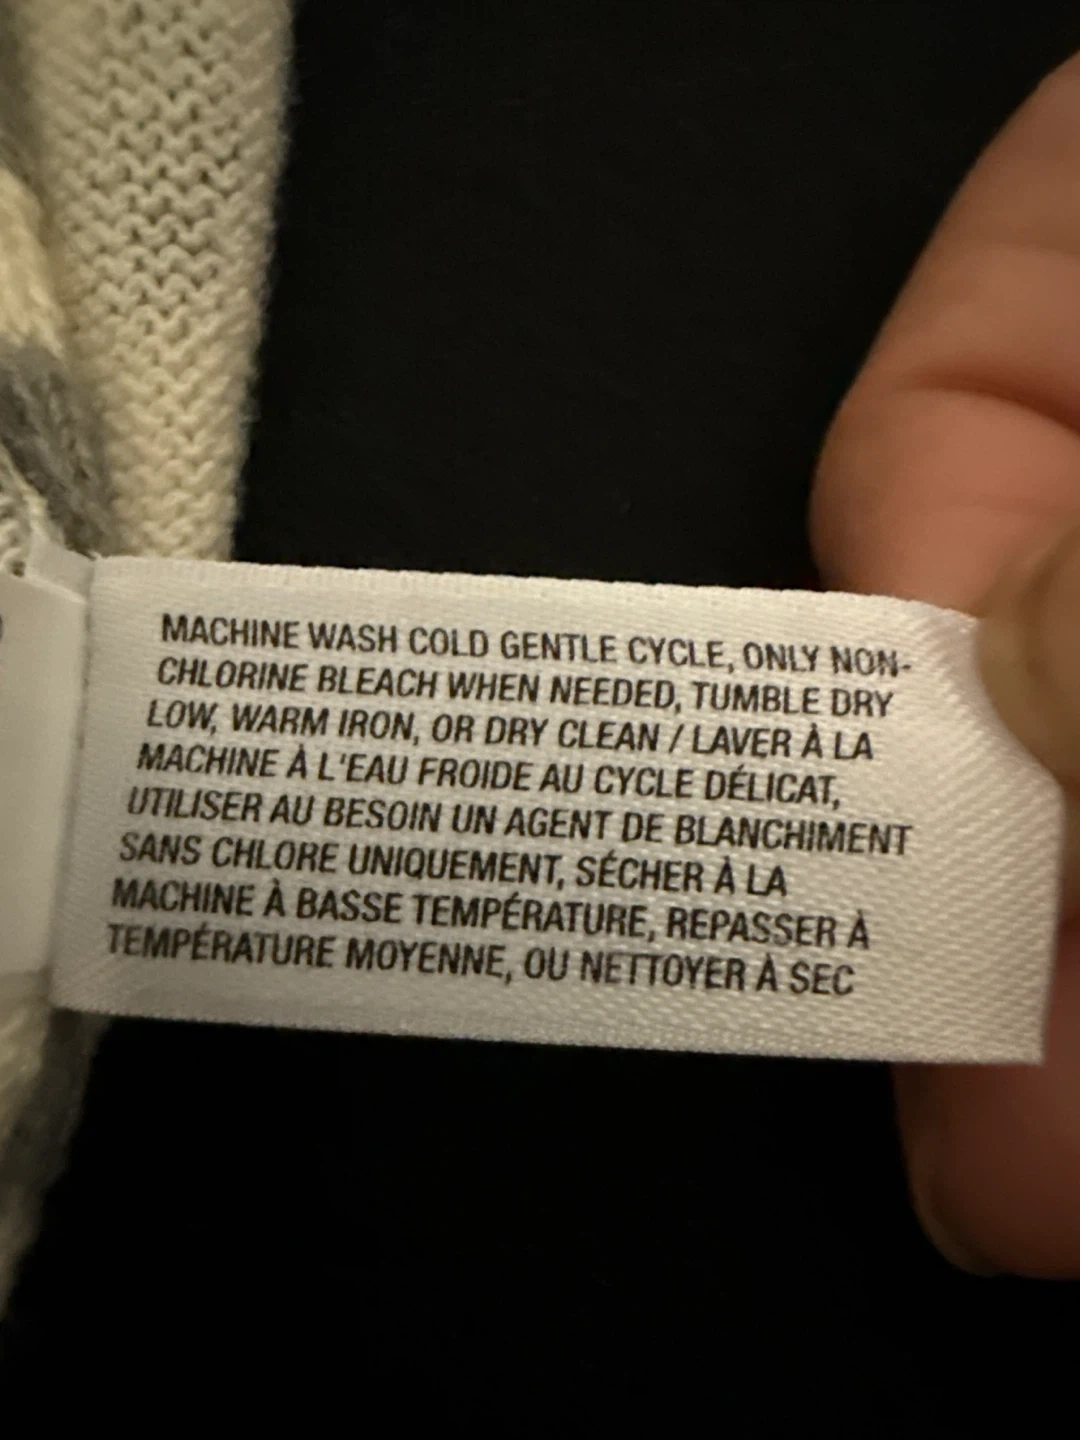 MACHINE WASH COLD GENTLE CYCLE, ONLY NON-
CHLORINE BLEACH WHEN NEEDED, TUMBLE DRY
LOW, WARM IRON, OR DRY CLEAN / LAVER À LA
MACHINE À L'EAU FROIDE AU CYCLE DÉLICAT,
UTILISER AU BESOIN UN AGENT DE BLANCHIMENT
SANS CHLORE UNIQUEMENT, SÉCHER À LA
MACHINE À BASSE TEMPÉRATURE, REPASSER À
TEMPÉRATURE MOYENNE, OU NETTOYER À SEC